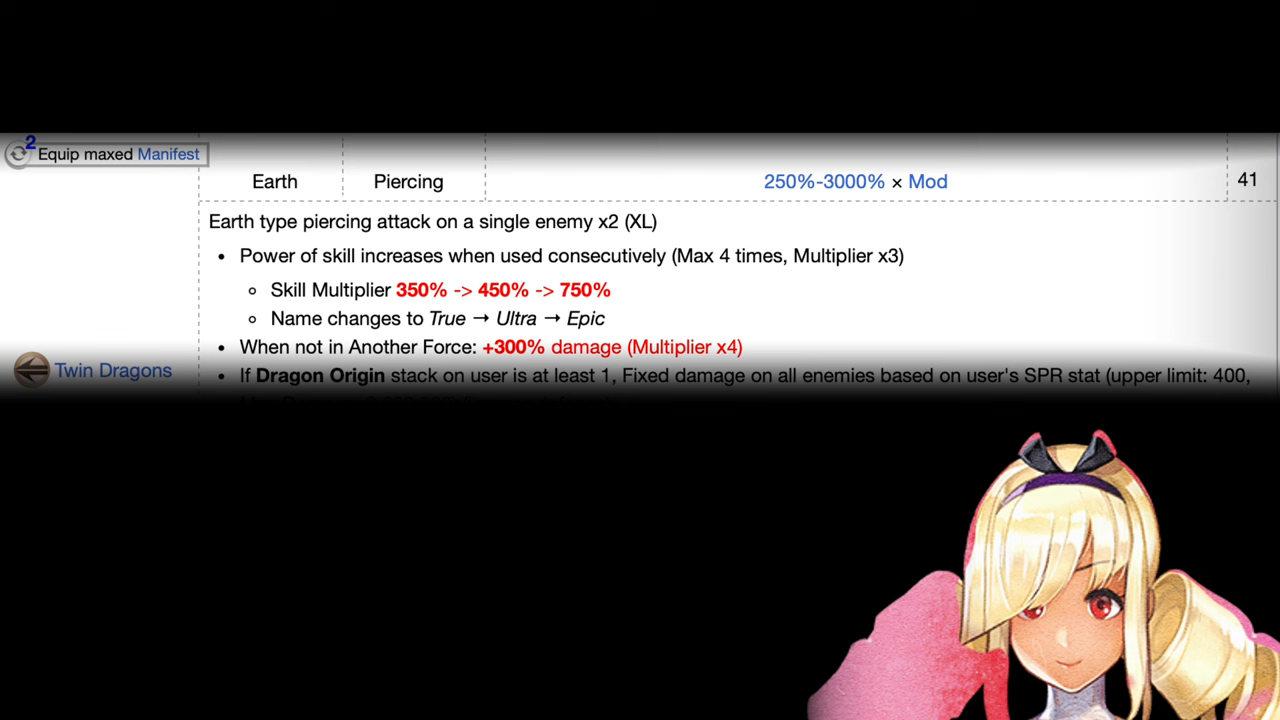 2
Equip maxed Manifest
Earth Piercing 250%-3000% × Mod 41
Earth type piercing attack on a single enemy x2 (XL)
• Power of skill increases when used consecutively (Max 4 times, Multiplier x3)
○ Skill Multiplier 350% -> 450% -> 750%
○ Name changes to True → Ultra → Epic
• When not in Another Force: +300% damage (Multiplier x4)
Twin Dragons
• If Dragon Origin stack on user is at least 1, Fixed damage on all enemies based on user's SPR stat (upper limit: 400,